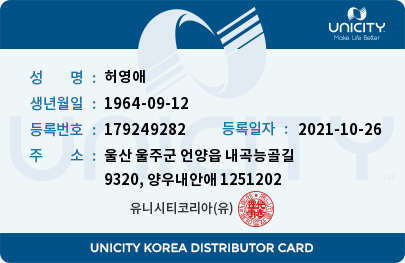 UNICITY
Make Life Better
성 명 : 허영애
생년월일 : 1964-09-12
등록번호 : 179249282 등록일자 : 2021-10-26
주 소 : 울산 울주군 언양읍 내곡능골길
9320, 양우내안애 1251202
유니시티코리아(유)
UNICITY
UNICITY KOREA DISTRIBUTOR CARD